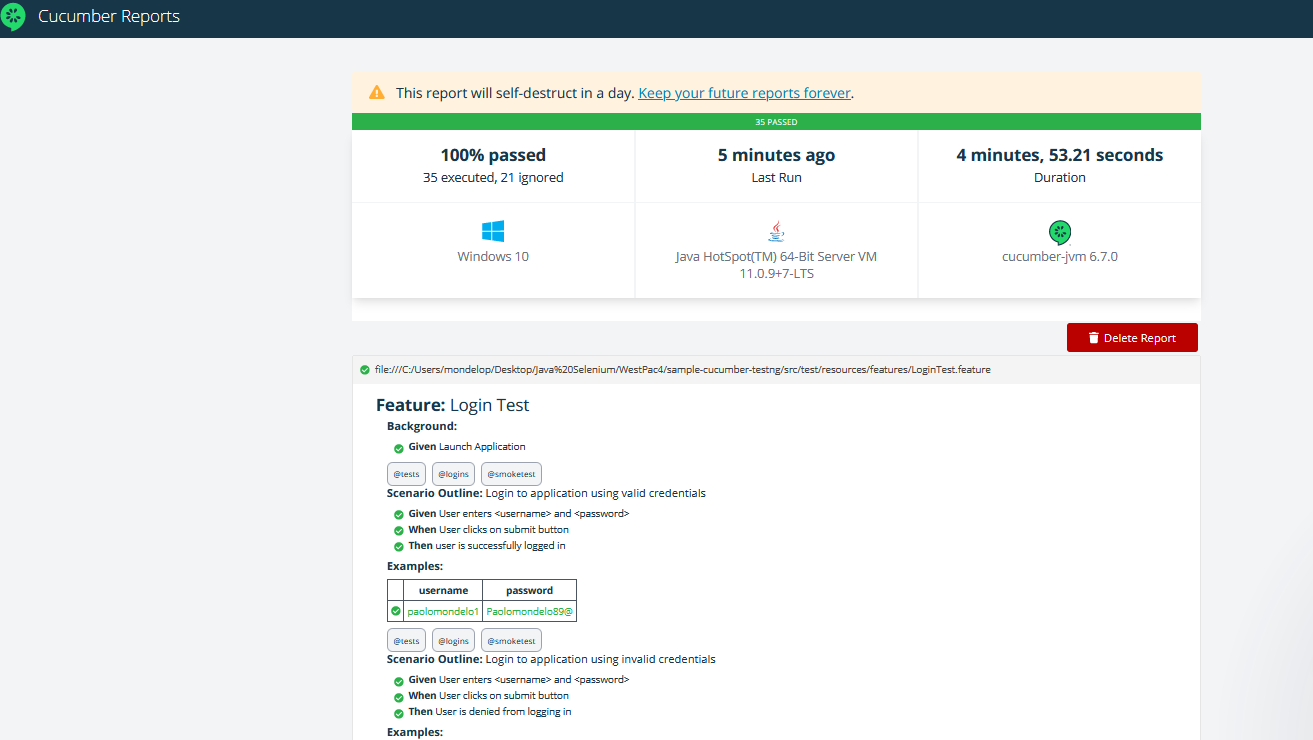 Cucumber Reports
This report will self-destruct in a day. Keep your future reports forever.
35 PASSED
100% passed
35 executed, 21 ignored
5 minutes ago
Last Run
4 minutes, 53.21 seconds
Duration
Windows 10
Java HotSpot(TM) 64-Bit Server VM
11.0.9+7-LTS
cucumber-jvm 6.7.0
Delete Report
file:///C:/Users/mondelop/Desktop/Java%20Selenium/WestPac4/sample-cucumber-testng/src/test/resources/features/LoginTest.feature
Feature: Login Test
Background:
Given Launch Application
@tests @logins @smoketest
Scenario Outline: Login to application using valid credentials
Given User enters <username> and <password>
When User clicks on submit button
Then user is successfully logged in
Examples:
username password
paolomondelo1 Paolomondelo89@
@tests @logins @smoketest
Scenario Outline: Login to application using invalid credentials
Given User enters <username> and <password>
When User clicks on submit button
Then User is denied from logging in
Examples: